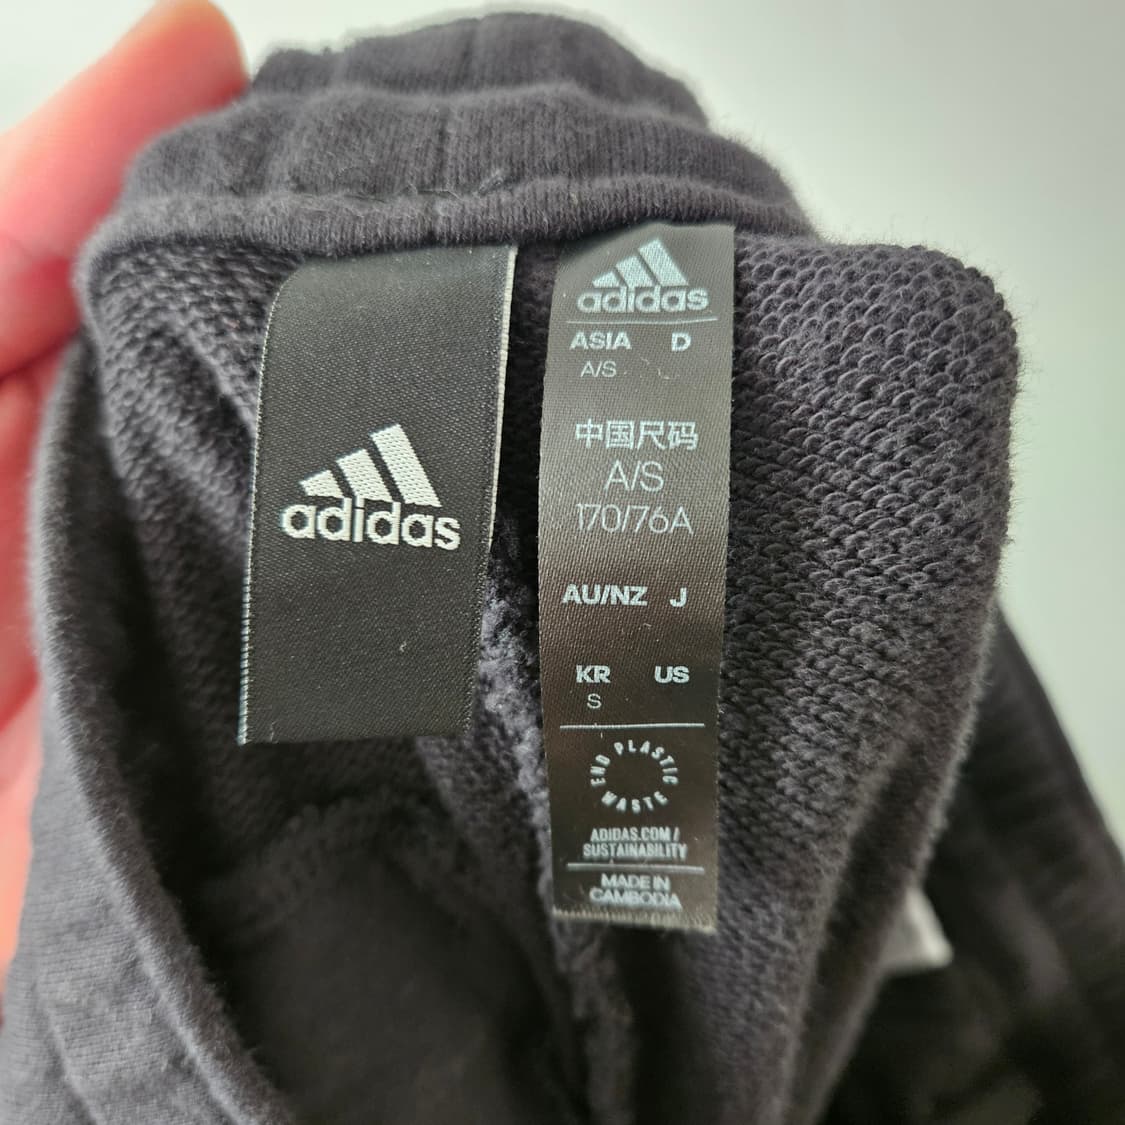 adidas
adidas
ASIA D
A/S
中国尺码
A/S
170/76A
AU/NZ J
KR US
S
END PLASTIC WASTE
ADIDAS.COM/
SUSTAINABILITY
MADE IN
CAMBODIA